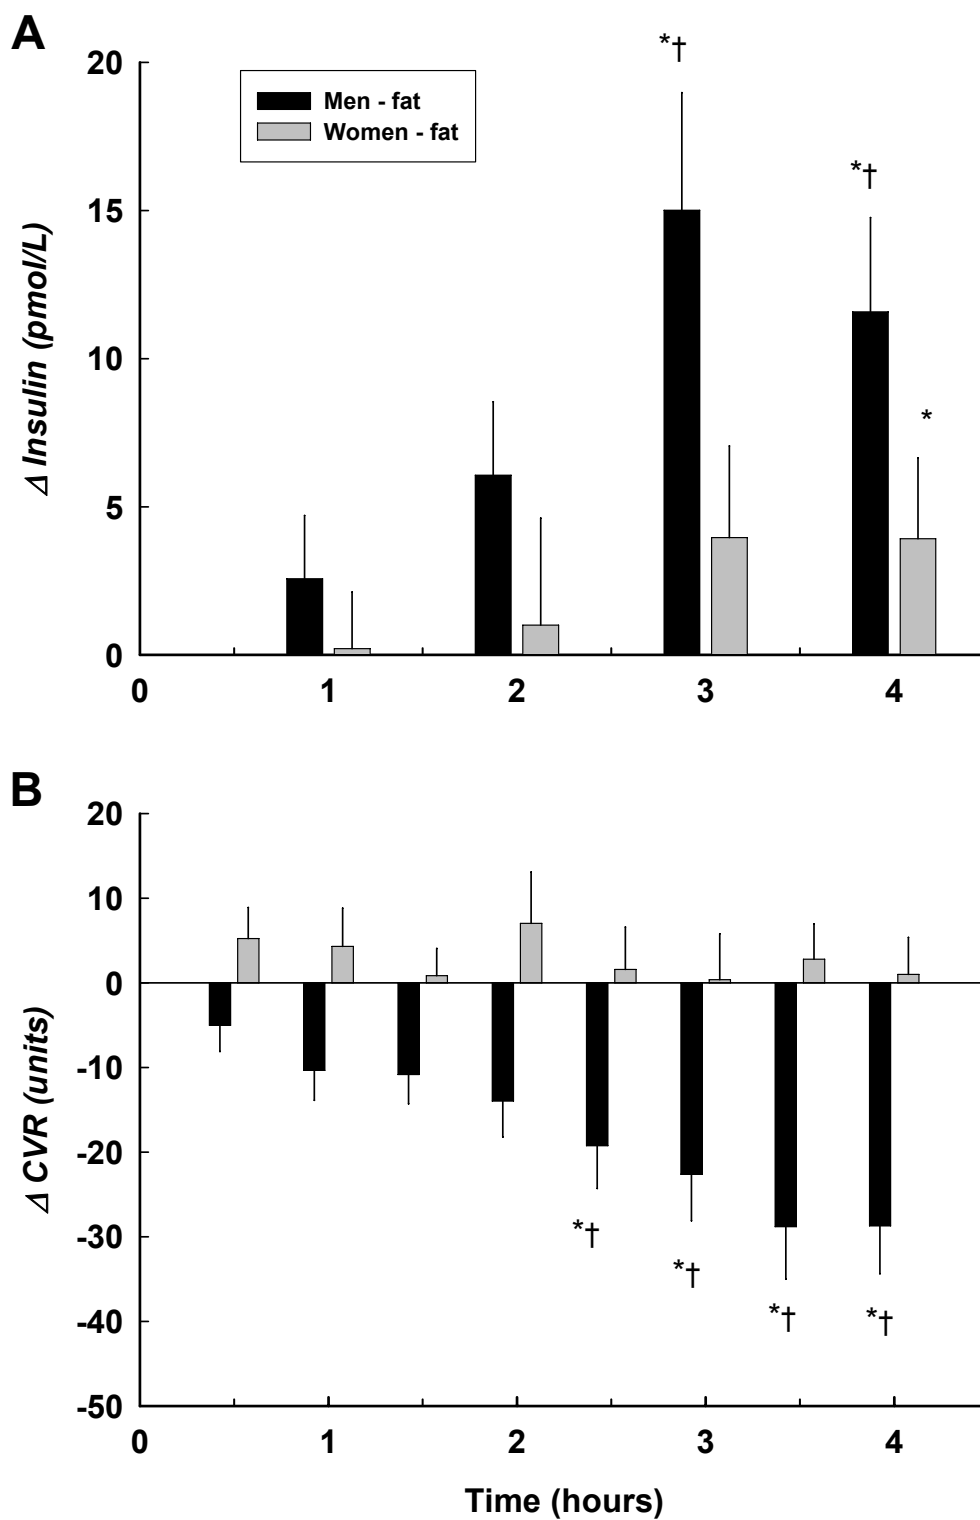 A
20
15
10
5
0
Δ Insulin (pmol/L)
Men - fat
Women - fat
*†
*†
*
0 1 2 3 4
B
20
10
0
-10
-20
-30
-40
-50
Δ CVR (units)
*†
*†
*†
*†
0 1 2 3 4
Time (hours)